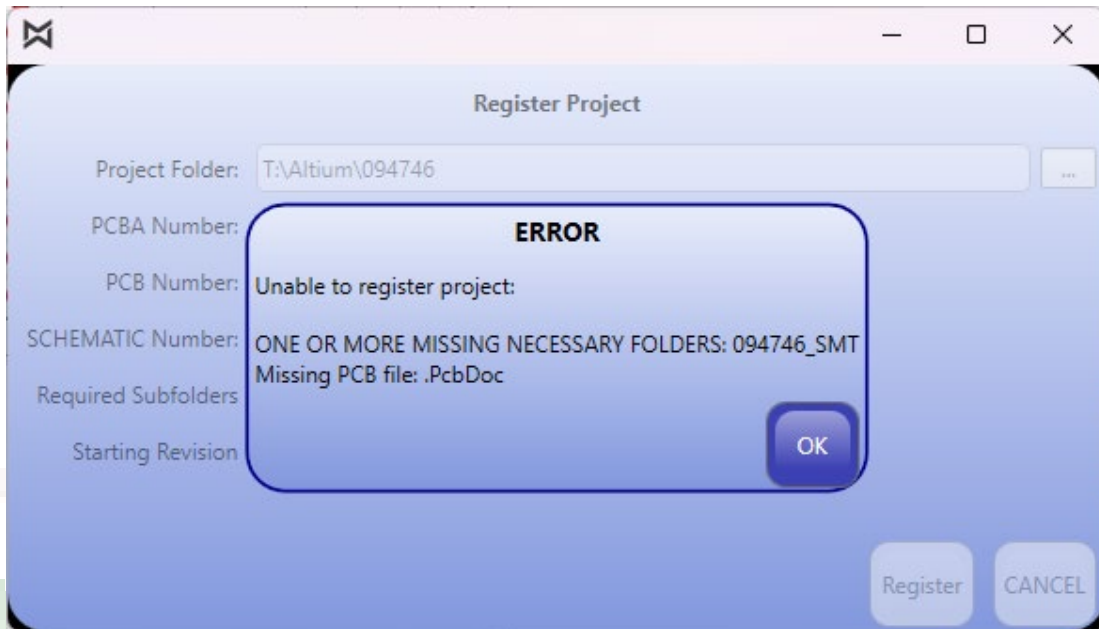 Register Project
Project Folder: T:\Altium\094746 ...
PCBA Number:
PCB Number:
SCHEMATIC Number:
Required Subfolders
Starting Revision
ERROR
Unable to register project:
ONE OR MORE MISSING NECESSARY FOLDERS: 094746_SMT
Missing PCB file: .PcbDoc
OK
Register CANCEL